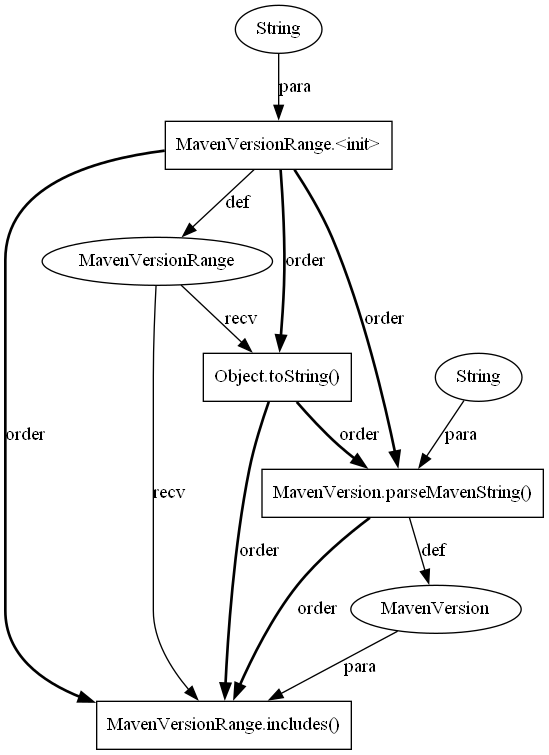 String
para
MavenVersionRange.<init>
def
MavenVersionRange
order
order
recv
Object.toString()
String
order
order
para
recv
MavenVersion.parseMavenString()
order
def
order
MavenVersion
para
MavenVersionRange.includes()